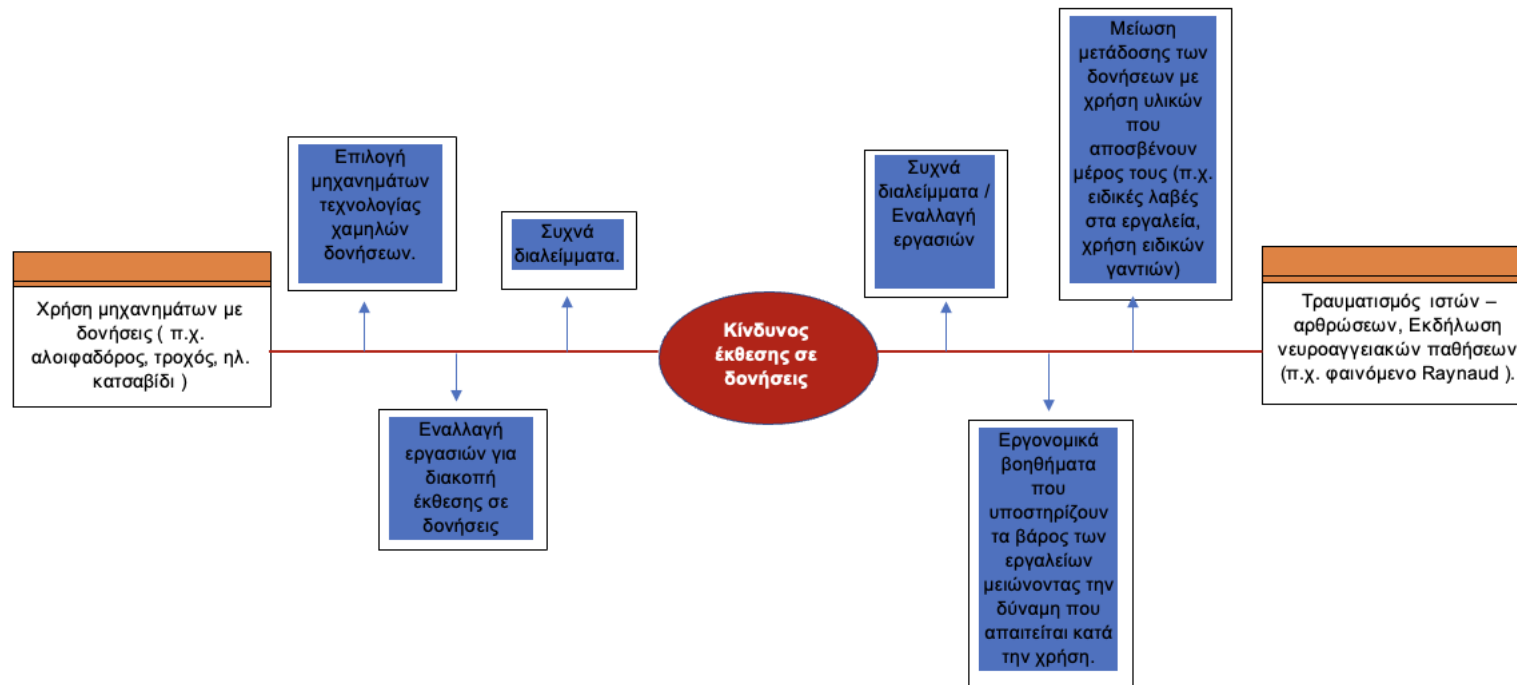 Χρήση μηχανημάτων με
δονήσεις ( π.χ.
αλοιφαδόρος, τροχός, ηλ.
κατσαβίδι )
Επιλογή
μηχανημάτων
τεχνολογίας
χαμηλών
δονήσεων.
Εναλλαγή
εργασιών για
διακοπή
έκθεσης σε
δονήσεις
Συχνά
διαλείμματα.
Κίνδυνος
έκθεσης σε
δονήσεις
Συχνά
διαλείμματα /
Εναλλαγή
εργασιών
Εργονομικά
βοηθήματα
που
υποστηρίζουν
τα βάρος των
εργαλείων
μειώνοντας την
δύναμη που
απαιτείται κατά
την χρήση.
Μείωση
μετάδοσης των
δονήσεων με
χρήση υλικών
που
αποσβένουν
μέρος τους (π.χ.
ειδικές λαβές
στα εργαλεία,
χρήση ειδικών
γαντιών)
Τραυματισμός ιστών –
αρθρώσεων, Εκδήλωση
νευροαγγειακών παθήσεων
(π.χ. φαινόμενο Raynaud ).